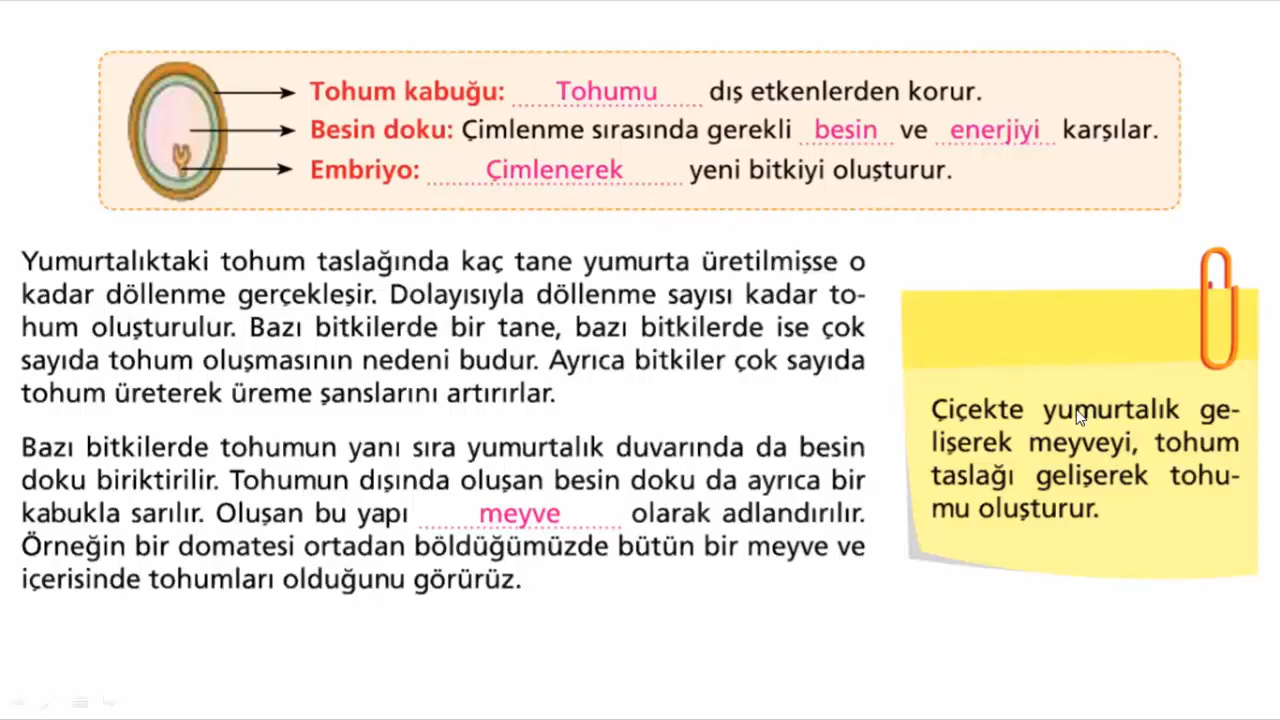 Tohum kabuğu: Tohumu dış etkenlerden korur.
Besin doku: Çimlenme sırasında gerekli besin ve enerjiyi karşılar.
Embriyo: Çimlenerek yeni bitkiyi oluşturur.
Yumurtalıktaki tohum taslağında kaç tane yumurta üretilmişse o
kadar döllenme gerçekleşir. Dolayısıyla döllenme sayısı kadar to-
hum oluşturulur. Bazı bitkilerde bir tane, bazı bitkilerde ise çok
sayıda tohum oluşmasının nedeni budur. Ayrıca bitkiler çok sayıda
tohum üreterek üreme şanslarını artırırlar.
Bazı bitkilerde tohumun yanı sıra yumurtalık duvarında da besin
doku biriktirilir. Tohumun dışında oluşan besin doku da ayrıca bir
kabukla sarılır. Oluşan bu yapı meyve olarak adlandırılır.
Örneğin bir domatesi ortadan böldüğümüzde bütün bir meyve ve
içerisinde tohumları olduğunu görürüz.
Çiçekte yumurtalık ge-
lişerek meyveyi, tohum
taslağı gelişerek tohu-
mu oluşturur.